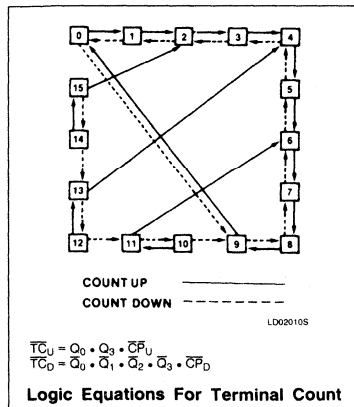 0 1 2 3 4
15 5
14 6
13 7
12 11 10 9 8
COUNT UP
COUNT DOWN
LD02010S
T̅C̅U = Q0 • Q3 • C̅P̅U
T̅C̅D = Q̅0 • Q̅1 • Q̅2 • Q̅3 • C̅P̅D
Logic Equations For Terminal Count